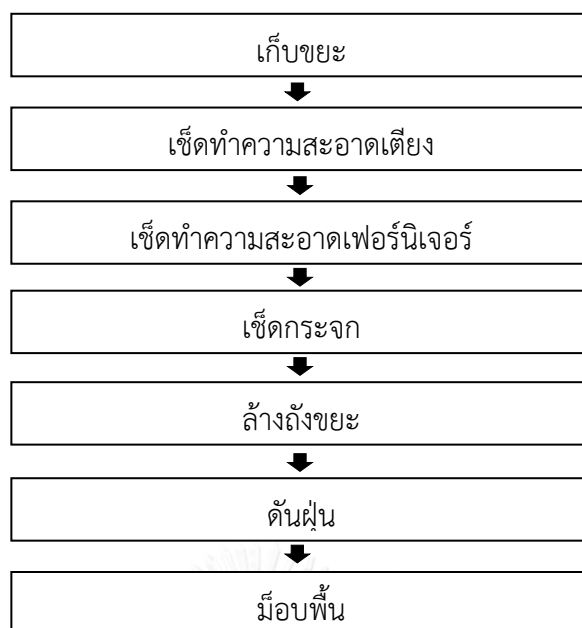 เก็บขยะ
เช็ดทำความสะอาดเตียง
เช็ดทำความสะอาดเฟอร์นิเจอร์
เช็ดกระจก
ล้างถังขยะ
ดันฝุ่น
ม็อบพื้น